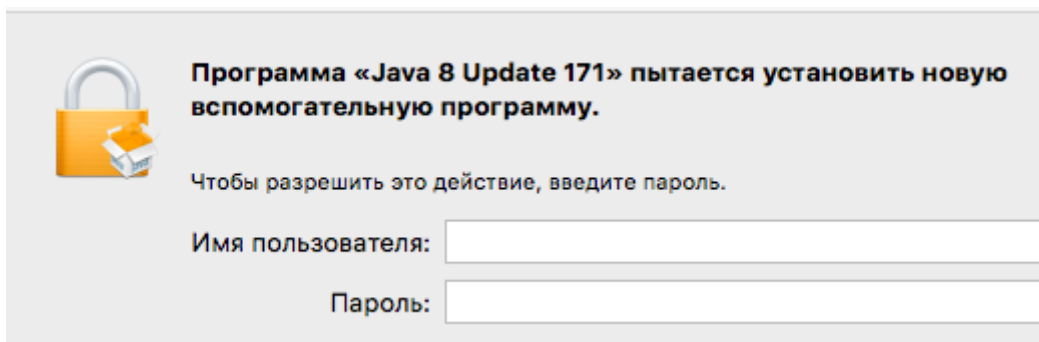 Программа «Java 8 Update 171» пытается установить новую
вспомогательную программу.
Чтобы разрешить это действие, введите пароль.
Имя пользователя:
Пароль: